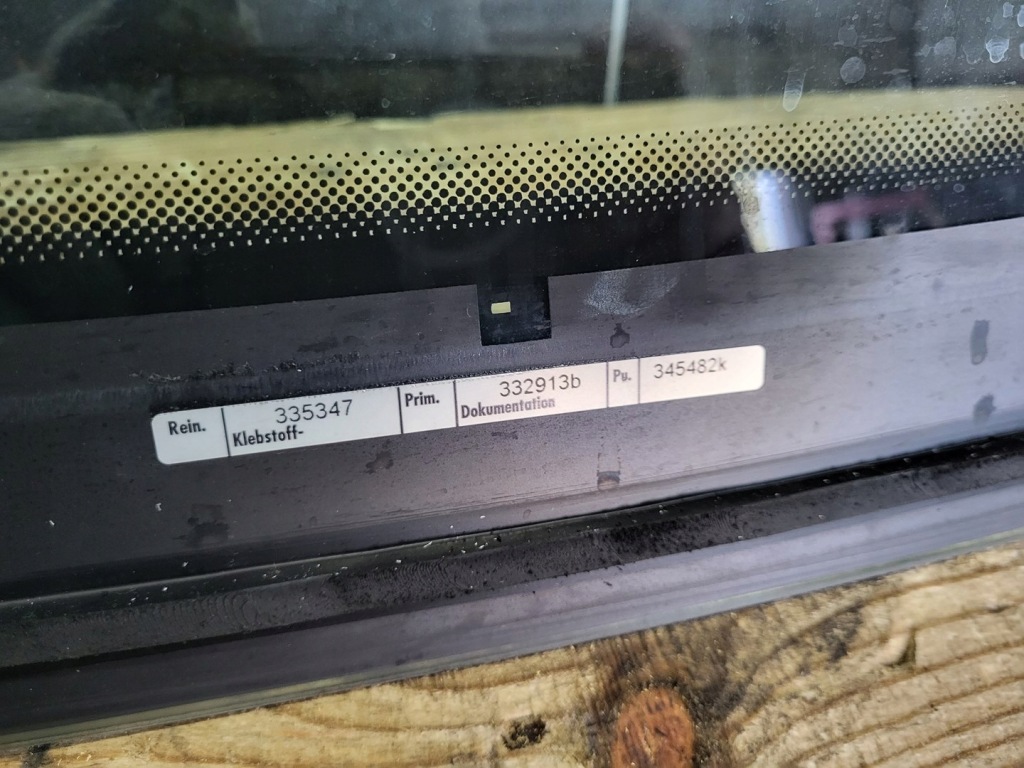 Rein. 335347 Prim. 332913b Pu. 345482k
Klebstoff- Dokumentation